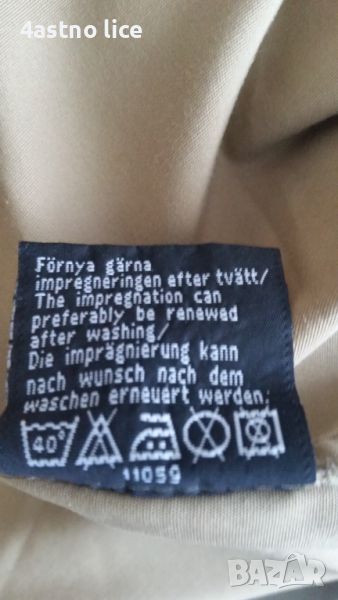 4astno lice
Förnya gärna
impregneringen efter tvätt/
The impregnation can
preferably be renewed
after washing/
Die imprägnierung kann
nach wunsch nach dem
waschen erneuert werden.
40°
11059
BAZAR